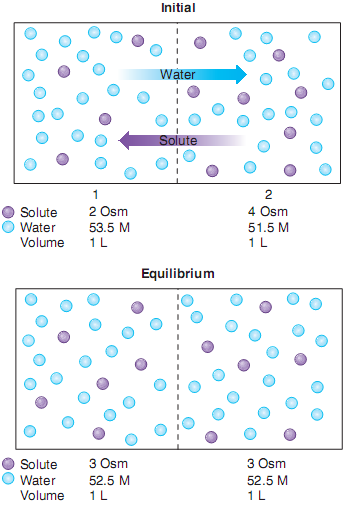 Initial
Water
Solute
1 2
Solute 2 Osm 4 Osm
Water 53.5 M 51.5 M
Volume 1 L 1 L
Equilibrium
Solute 3 Osm 3 Osm
Water 52.5 M 52.5 M
Volume 1 L 1 L